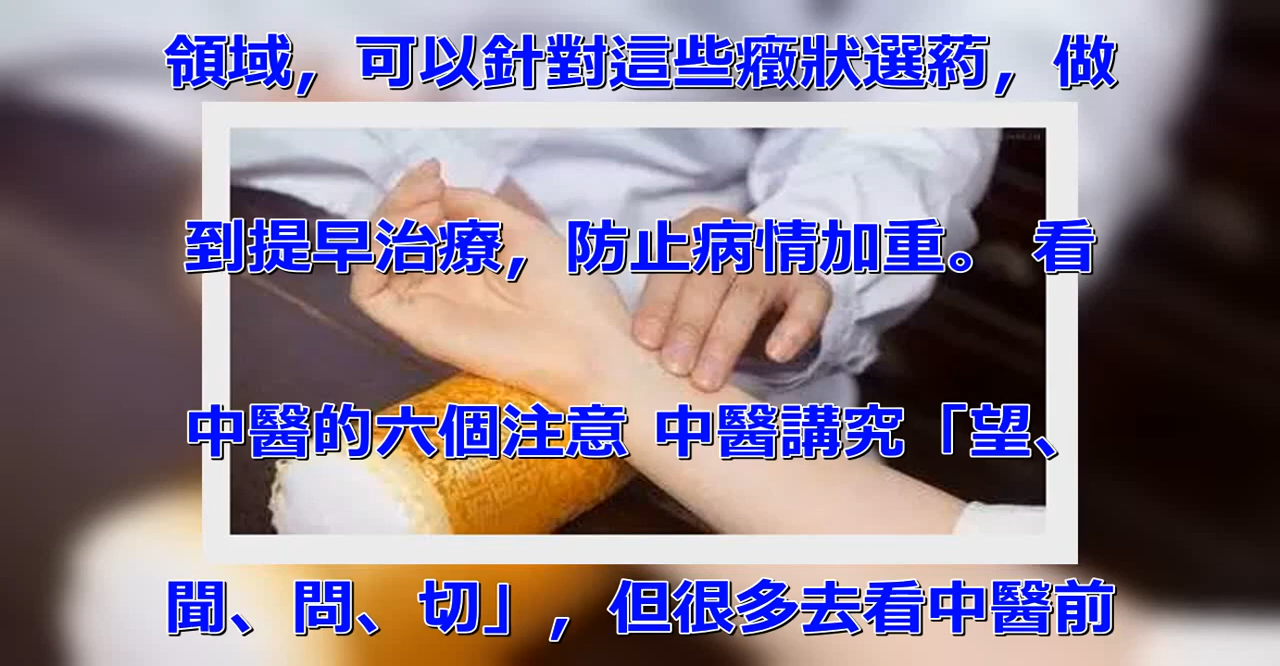 領域，可以針對這些癥狀選葯，做
到提早治療，防止病情加重。 看
中醫的六個注意 中醫講究「望、
聞、問、切」，但很多去看中醫前